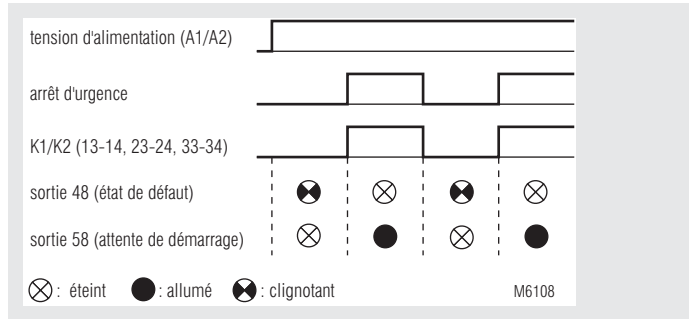 tension d'alimentation (A1/A2)
arrêt d'urgence
K1/K2 (13-14, 23-24, 33-34)
sortie 48 (état de défaut)
sortie 58 (attente de démarrage)
: éteint : allumé : clignotant M6108